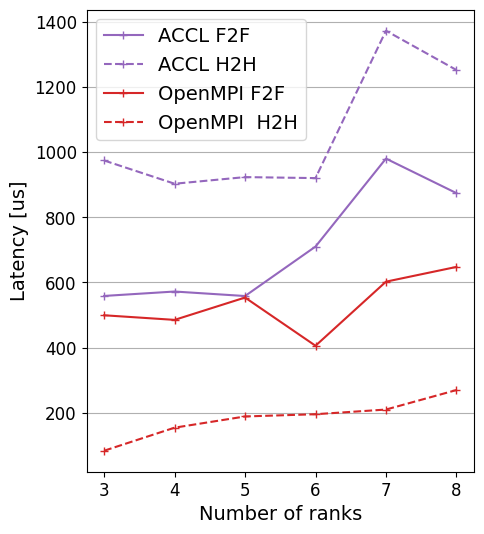 ACCL F2F
ACCL H2H
OpenMPI F2F
OpenMPI  H2H
1400
1200
1000
800
600
400
200
Latency [us]
3 4 5 6 7 8
Number of ranks